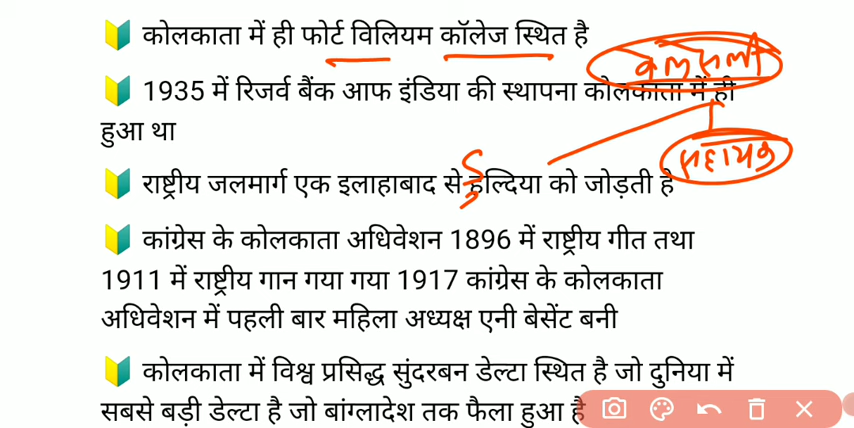 कोलकाता में ही फोर्ट विलियम कॉलेज स्थित है
वेलेसली
1935 में रिजर्व बैंक आफ इंडिया की स्थापना कोलकाता में ही
हुआ था
सहायक
राष्ट्रीय जलमार्ग एक इलाहाबाद से हल्दिया को जोड़ती है
कांग्रेस के कोलकाता अधिवेशन 1896 में राष्ट्रीय गीत तथा
1911 में राष्ट्रीय गान गया गया 1917 कांग्रेस के कोलकाता
अधिवेशन में पहली बार महिला अध्यक्ष एनी बेसेंट बनी
कोलकाता में विश्व प्रसिद्ध सुंदरबन डेल्टा स्थित है जो दुनिया में
सबसे बड़ी डेल्टा है जो बांग्लादेश तक फैला हुआ है